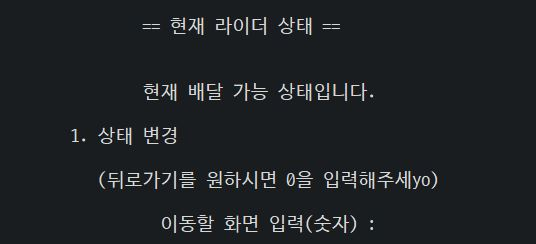 == 현재 라이더 상태 ==
현재 배달 가능 상태입니다.
1. 상태 변경
(뒤로가기를 원하시면 0을 입력해주세yo)
이동할 화면 입력(숫자) :